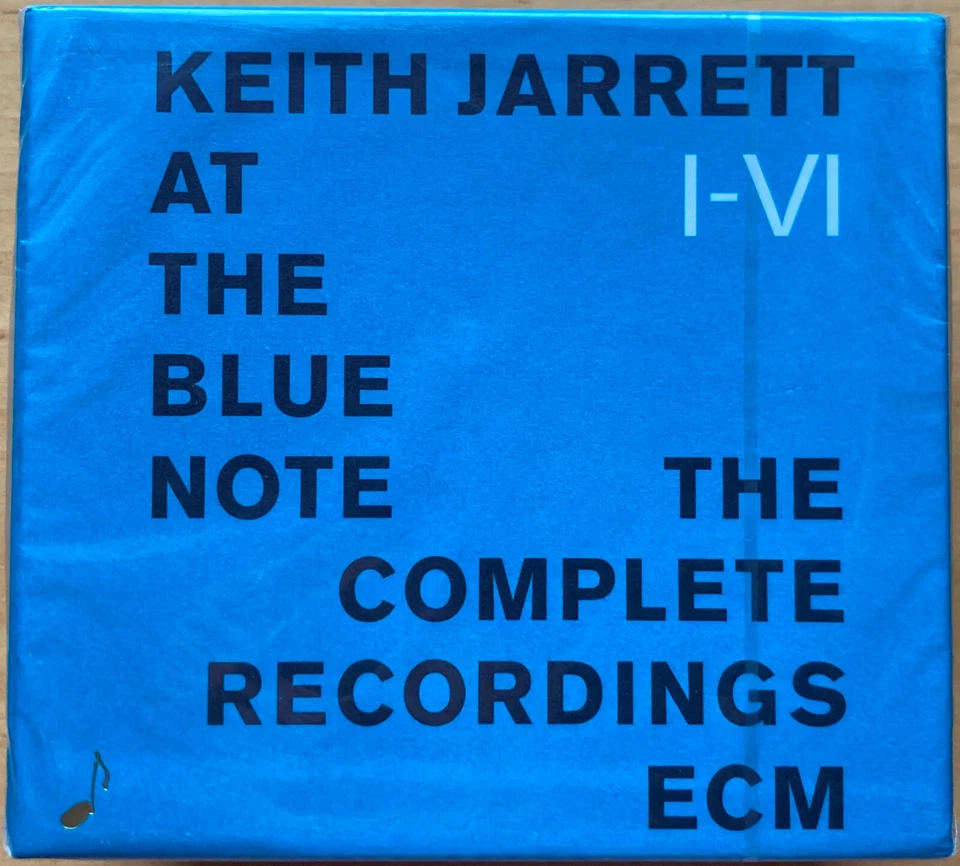 KEITH JARRETT
AT I-VI
THE
BLUE
NOTE THE
COMPLETE
RECORDINGS
ECM